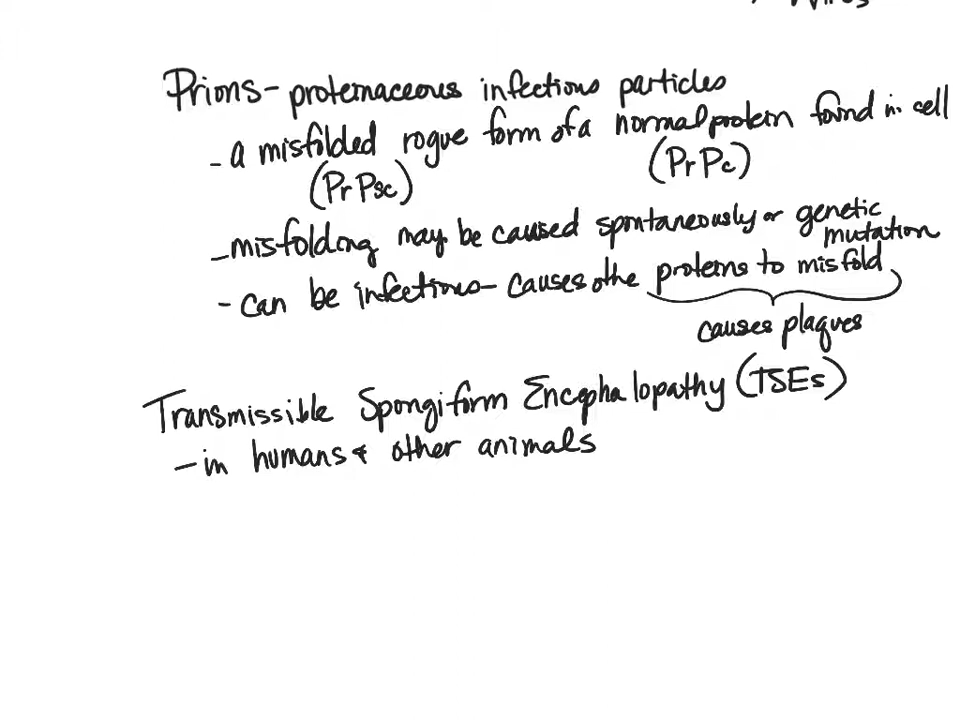 Prions - protemaceous infectious particles
- a misfolded rogue form of a normal protein found in cell
(PrPsc) (PrPc)
- misfolding may be caused spontaneously or genetic
mutation
- can be infectious - causes othe proteins to misfold
causes plaques
Transmissible Spongiform Encephalopathy (TSEs)
- in humans & other animals